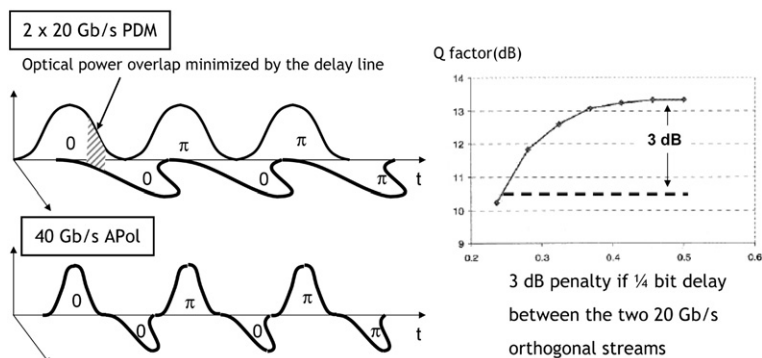 2 x 20 Gb/s PDM
Optical power overlap minimized by the delay line
0
π
π
0
0
π
t
40 Gb/s APol
0
π
π
0
0
π
t
Q factor(dB)
14
13
12
11
10
9
3 dB
0.2
0.3
0.4
0.5
0.6
3 dB penalty if ¼ bit delay
between the two 20 Gb/s
orthogonal streams